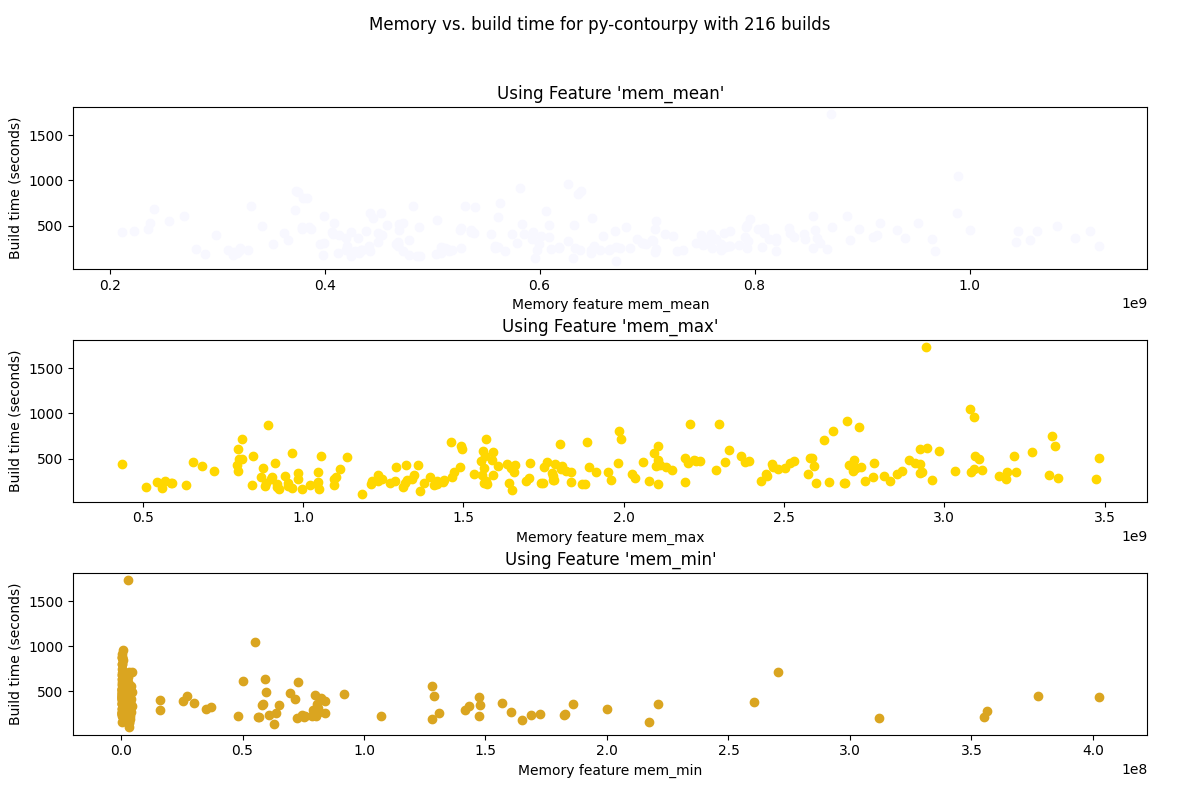 Memory vs. build time for py-contourpy with 216 builds
Using Feature 'mem_mean'
Build time (seconds)
1500
1000
500
0.2 0.4 0.6 0.8 1.0
1e9
Memory feature mem_mean
Using Feature 'mem_max'
Build time (seconds)
1500
1000
500
0.5 1.0 1.5 2.0 2.5 3.0 3.5
1e9
Memory feature mem_max
Using Feature 'mem_min'
Build time (seconds)
1500
1000
500
0.0 0.5 1.0 1.5 2.0 2.5 3.0 3.5 4.0
1e8
Memory feature mem_min